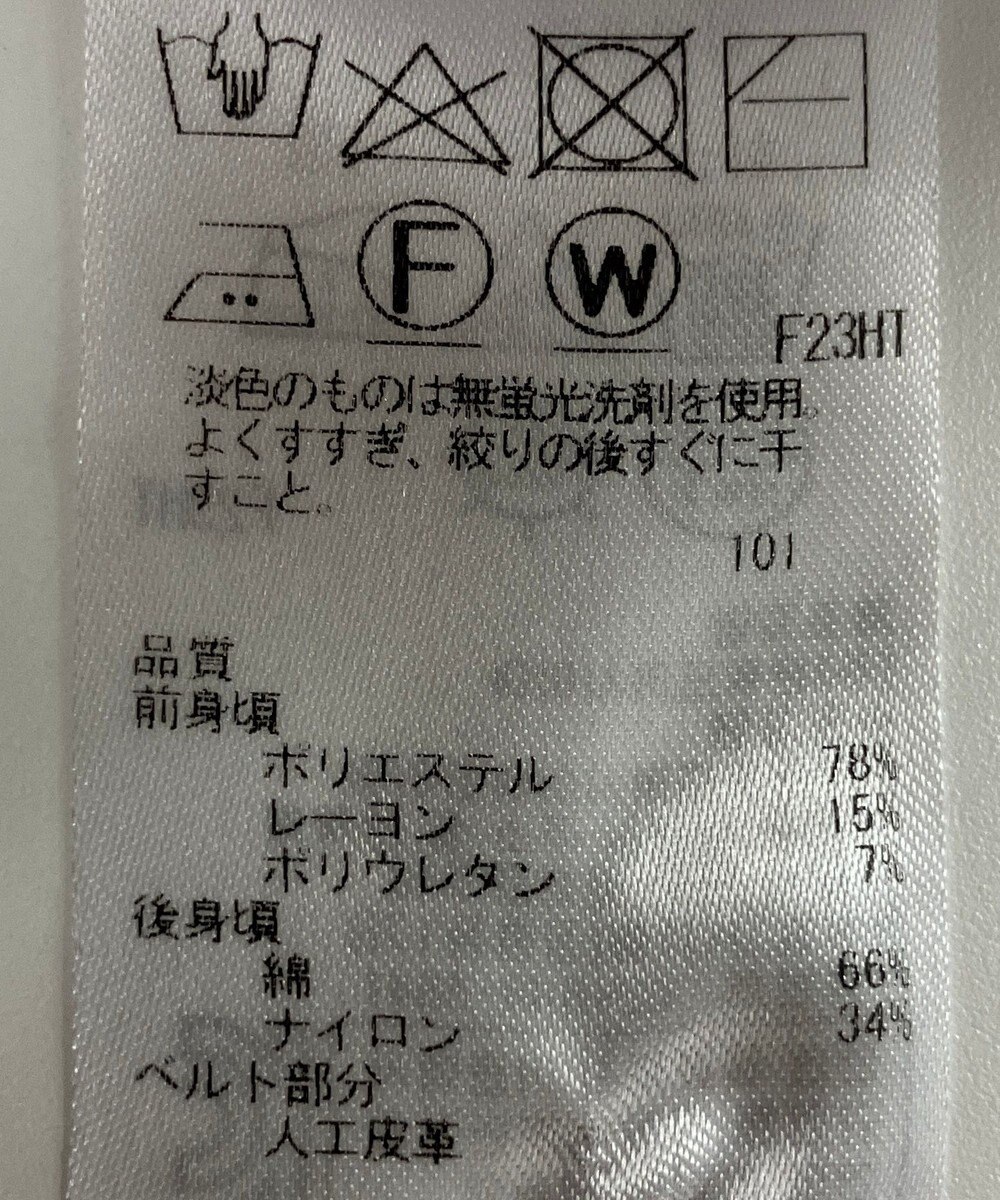 F W
F23HT
淡色のものは無蛍光洗剤を使用。
よくすすぎ、絞りの後すぐに干
すこと。
101
品質
前身頃
ポリエステル 78%
レーヨン 15%
ポリウレタン 7%
後身頃
綿 66%
ナイロン 34%
ベルト部分
人工皮革